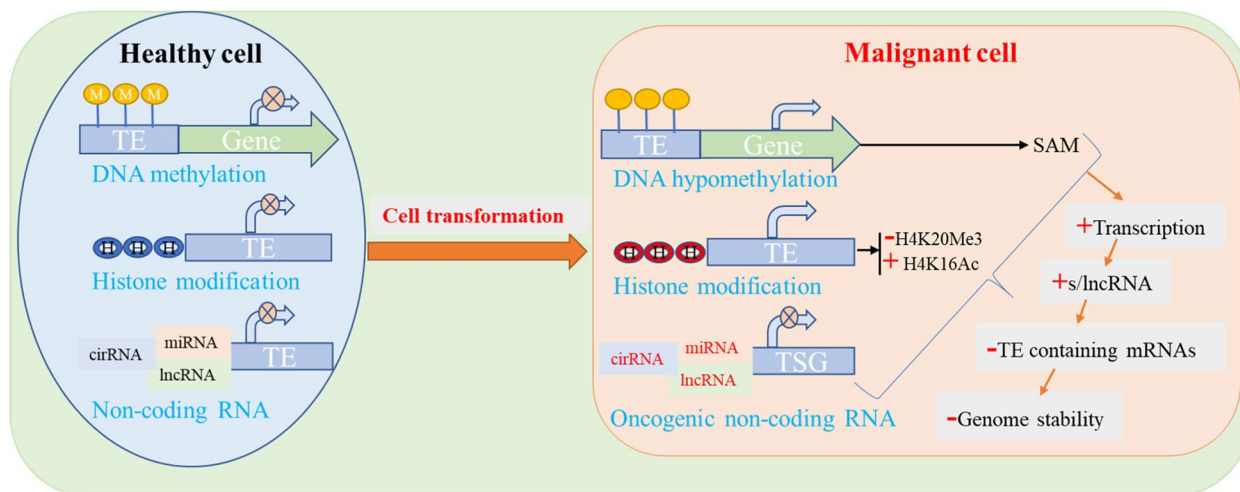 Healthy cell
M M M
TE Gene
DNA methylation
H H H TE
Histone modification
cirRNA
miRNA
lncRNA
TE
Non-coding RNA
Cell transformation
Malignant cell
TE Gene
SAM
DNA hypomethylation
H H H TE
-H4K20Me3
+ H4K16Ac
Histone modification
cirRNA
miRNA
lncRNA
TSG
Oncogenic non-coding RNA
+Transcription
+s/lncRNA
-TE containing mRNAs
-Genome stability